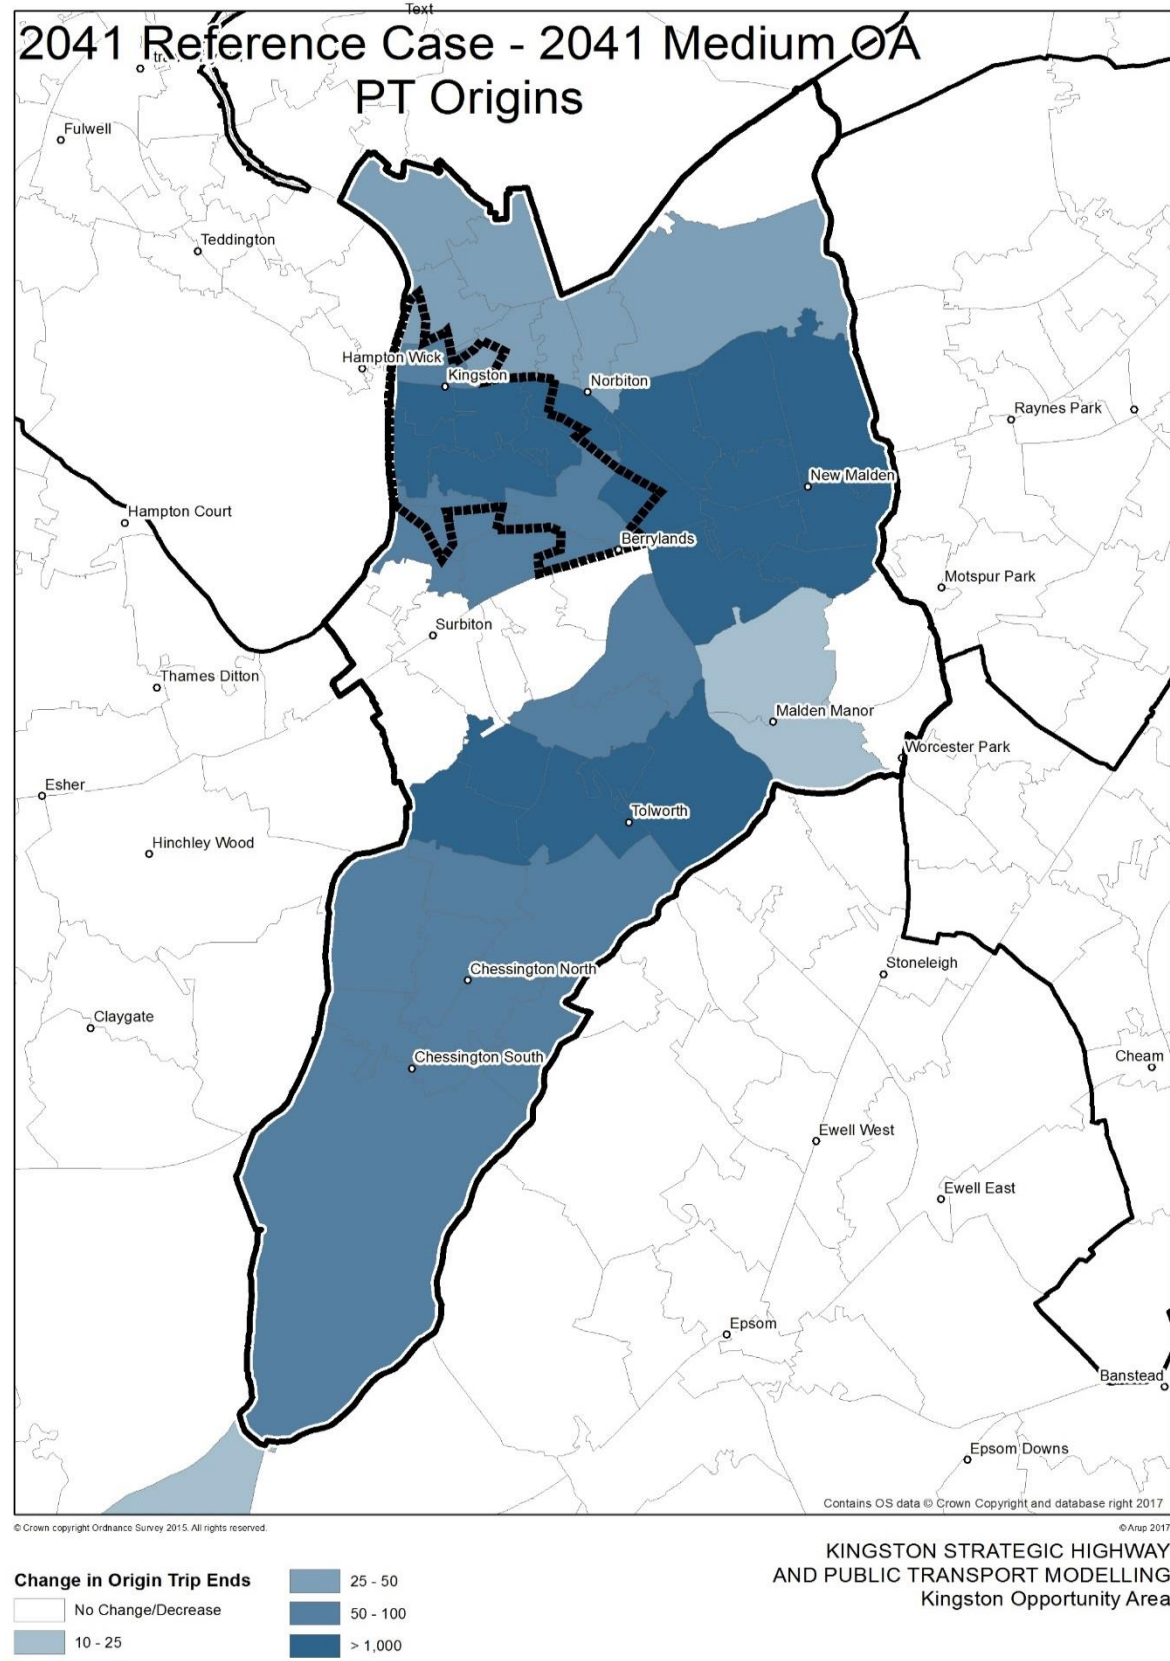 Text
2041 Reference Case - 2041 Medium OA
PT Origins
Fulwell
Teddington
Hampton Wick
Kingston
Norbiton
Raynes Park
New Malden
Hampton Court
Berrylands
Motspur Park
Surbiton
Thames Ditton
Malden Manor
Worcester Park
Esher
Tolworth
Hinchley Wood
Stoneleigh
Chessington North
Claygate
Chessington South
Cheam
Ewell West
Ewell East
Epsom
Banstead
Epsom Downs
Contains OS data © Crown Copyright and database right 2017
© Crown copyright Ordnance Survey 2015. All rights reserved.
© Arup 2017
KINGSTON STRATEGIC HIGHWAY
AND PUBLIC TRANSPORT MODELLING
Kingston Opportunity Area
Change in Origin Trip Ends
No Change/Decrease
10 - 25
25 - 50
50 - 100
> 1,000